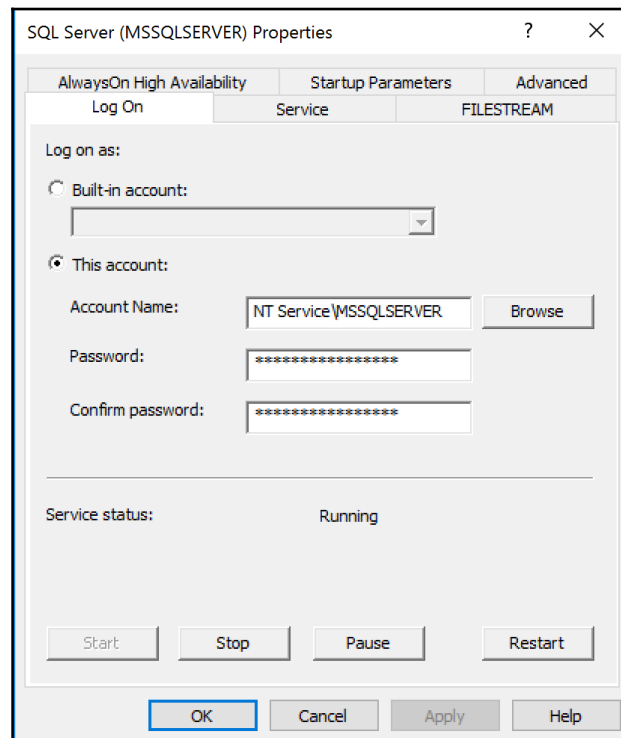 SQL Server (MSSQLSERVER) Properties ? ×
AlwaysOn High Availability Startup Parameters Advanced
Log On Service FILESTREAM
Log on as:
Built-in account:
This account:
Account Name: NT Service\MSSQLSERVER Browse
Password: ****************
Confirm password: ****************
Service status: Running
Start Stop Pause Restart
OK Cancel Apply Help